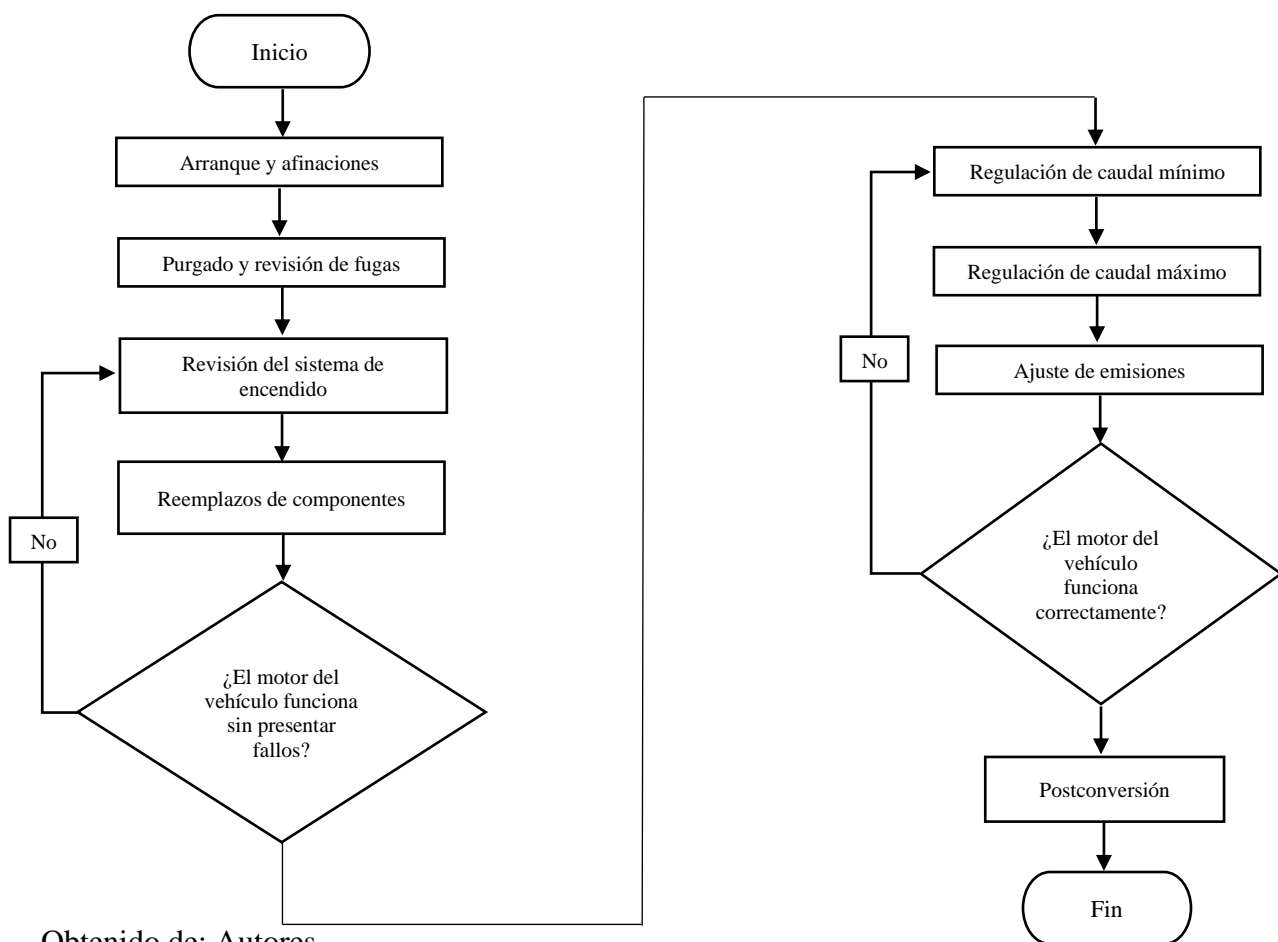 Inicio
Arranque y afinaciones
Purgado y revisión de fugas
Revisión del sistema de
encendido
Reemplazos de componentes
No
¿El motor del
vehículo funciona
sin presentar
fallos?
Regulación de caudal mínimo
Regulación de caudal máximo
No
Ajuste de emisiones
¿El motor del
vehículo
funciona
correctamente?
Postconversión
Fin
Obtenido de: Autores